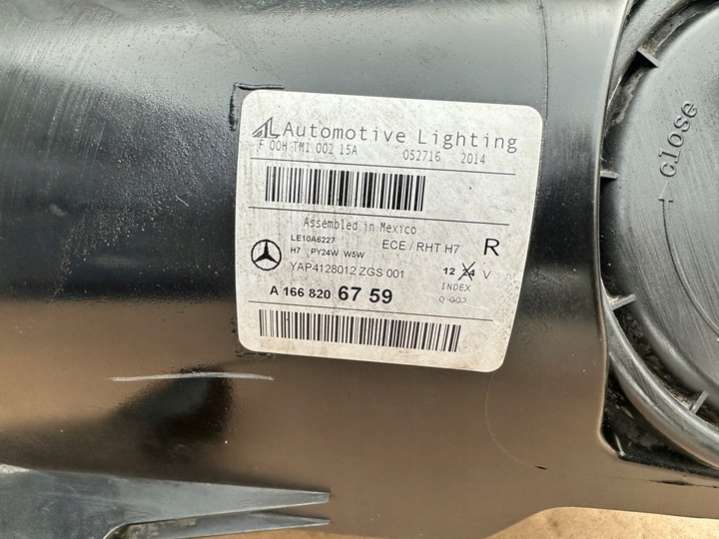 AL Automotive Lighting
F 00H TM1 002 15A 052716 2014
Assembled in Mexico
LE10A6227 ECE / RHT H7 R
H7 PY24W W5W
YAP4128012 ZGS 001 12 24 V
INDEX
A 166 820 67 59
close